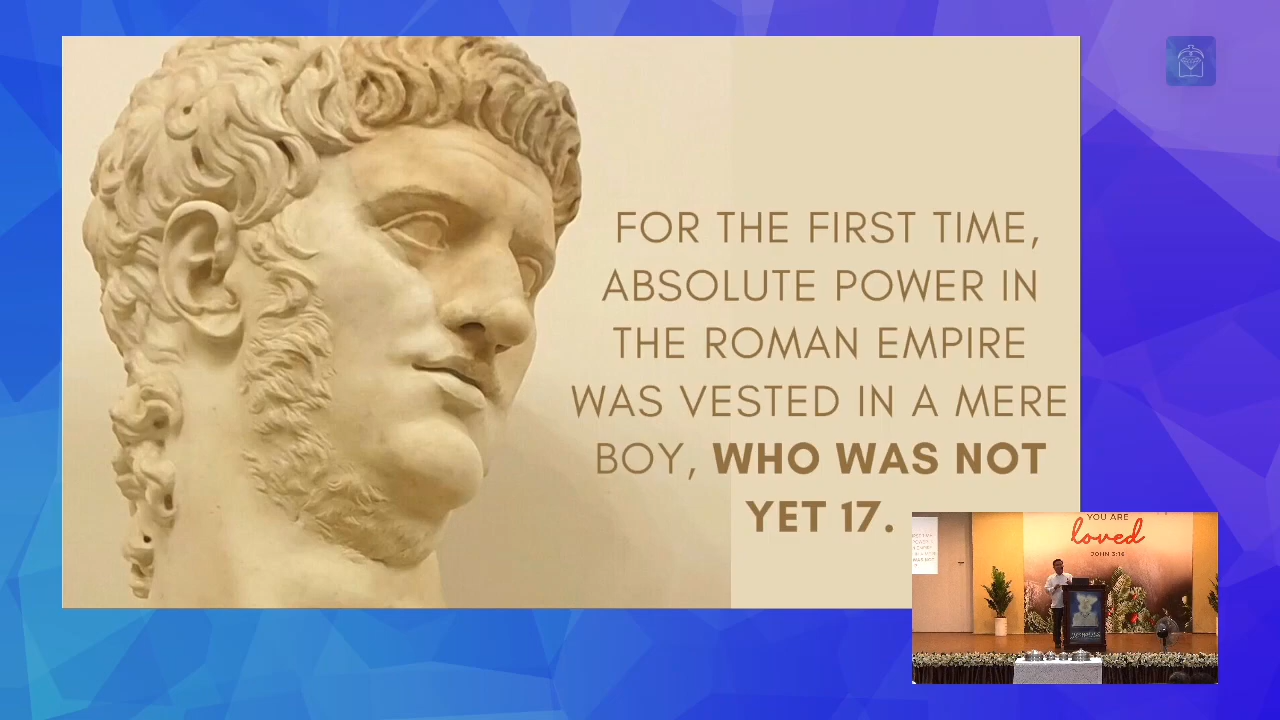 FOR THE FIRST TIME,
ABSOLUTE POWER IN
THE ROMAN EMPIRE
WAS VESTED IN A MERE
BOY, WHO WAS NOT
YET 17.
YOU ARE
loved
JOHN 3:16